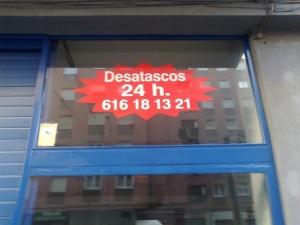 Desatascos
24 h.
616 18 13 21